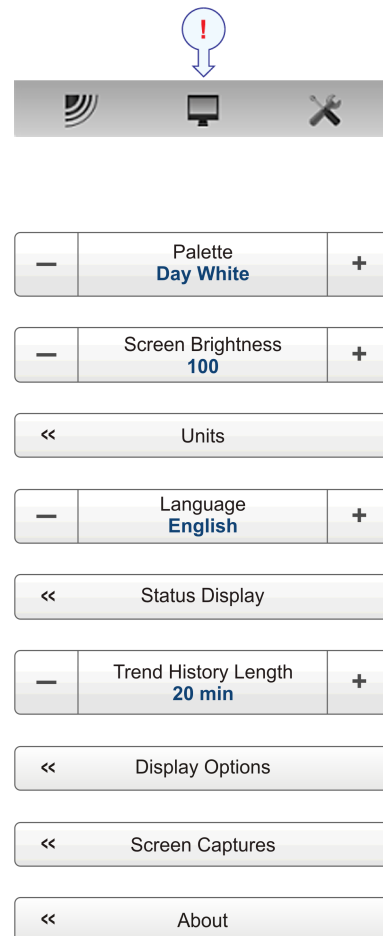 !
— Palette +
Day White
— Screen Brightness +
100
« Units
— Language +
English
« Status Display
— Trend History Length +
20 min
« Display Options
« Screen Captures
« About